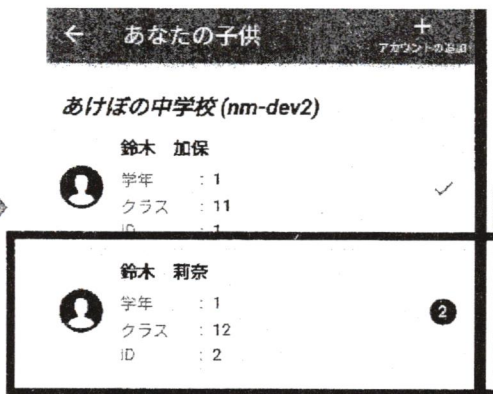 ← あなたの子供
+
アカウントの追加
あけぼの中学校 (nm-dev2)
鈴木 加保
学年 : 1
クラス : 11
ID : 1
鈴木 莉奈
学年 : 1
2
クラス : 12
ID : 2